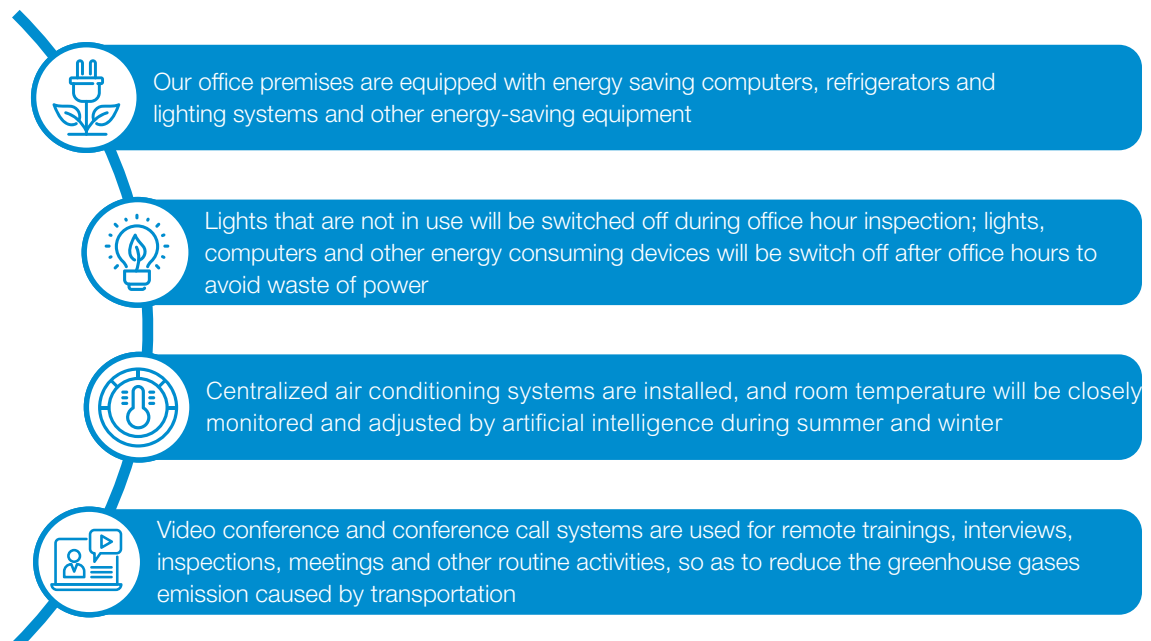 Our office premises are equipped with energy saving computers, refrigerators and
lighting systems and other energy-saving equipment
Lights that are not in use will be switched off during office hour inspection; lights,
computers and other energy consuming devices will be switch off after office hours to
avoid waste of power
Centralized air conditioning systems are installed, and room temperature will be closely
monitored and adjusted by artificial intelligence during summer and winter
Video conference and conference call systems are used for remote trainings, interviews,
inspections, meetings and other routine activities, so as to reduce the greenhouse gases
emission caused by transportation